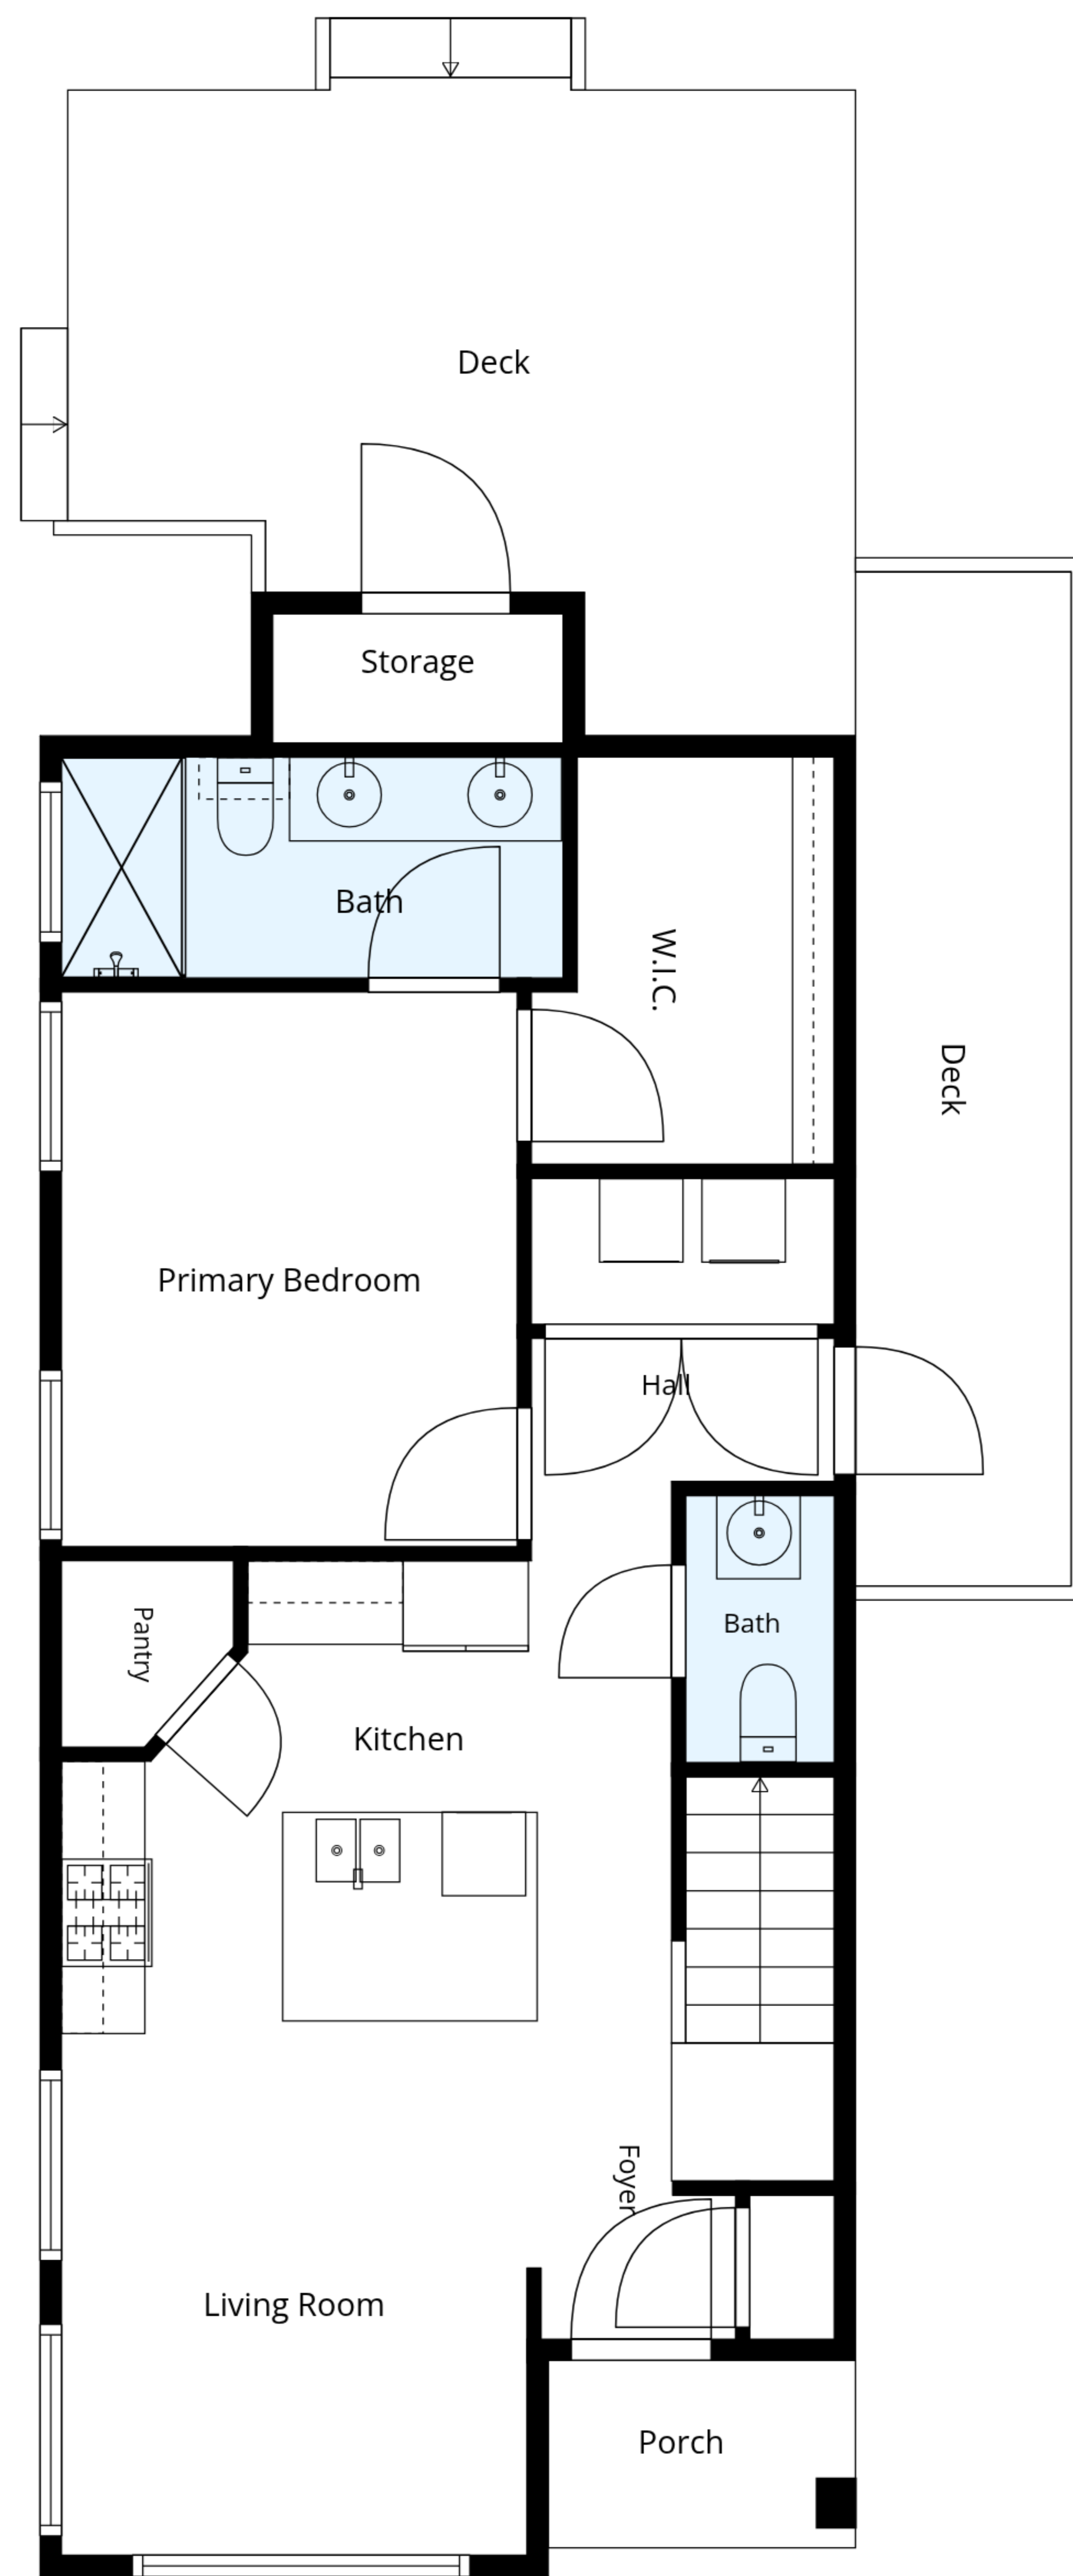 Deck
Storage
Bath
W.I.C.
Deck
Primary Bedroom
Hall
Pantry
Bath
Kitchen
Foyer
Living Room
Porch